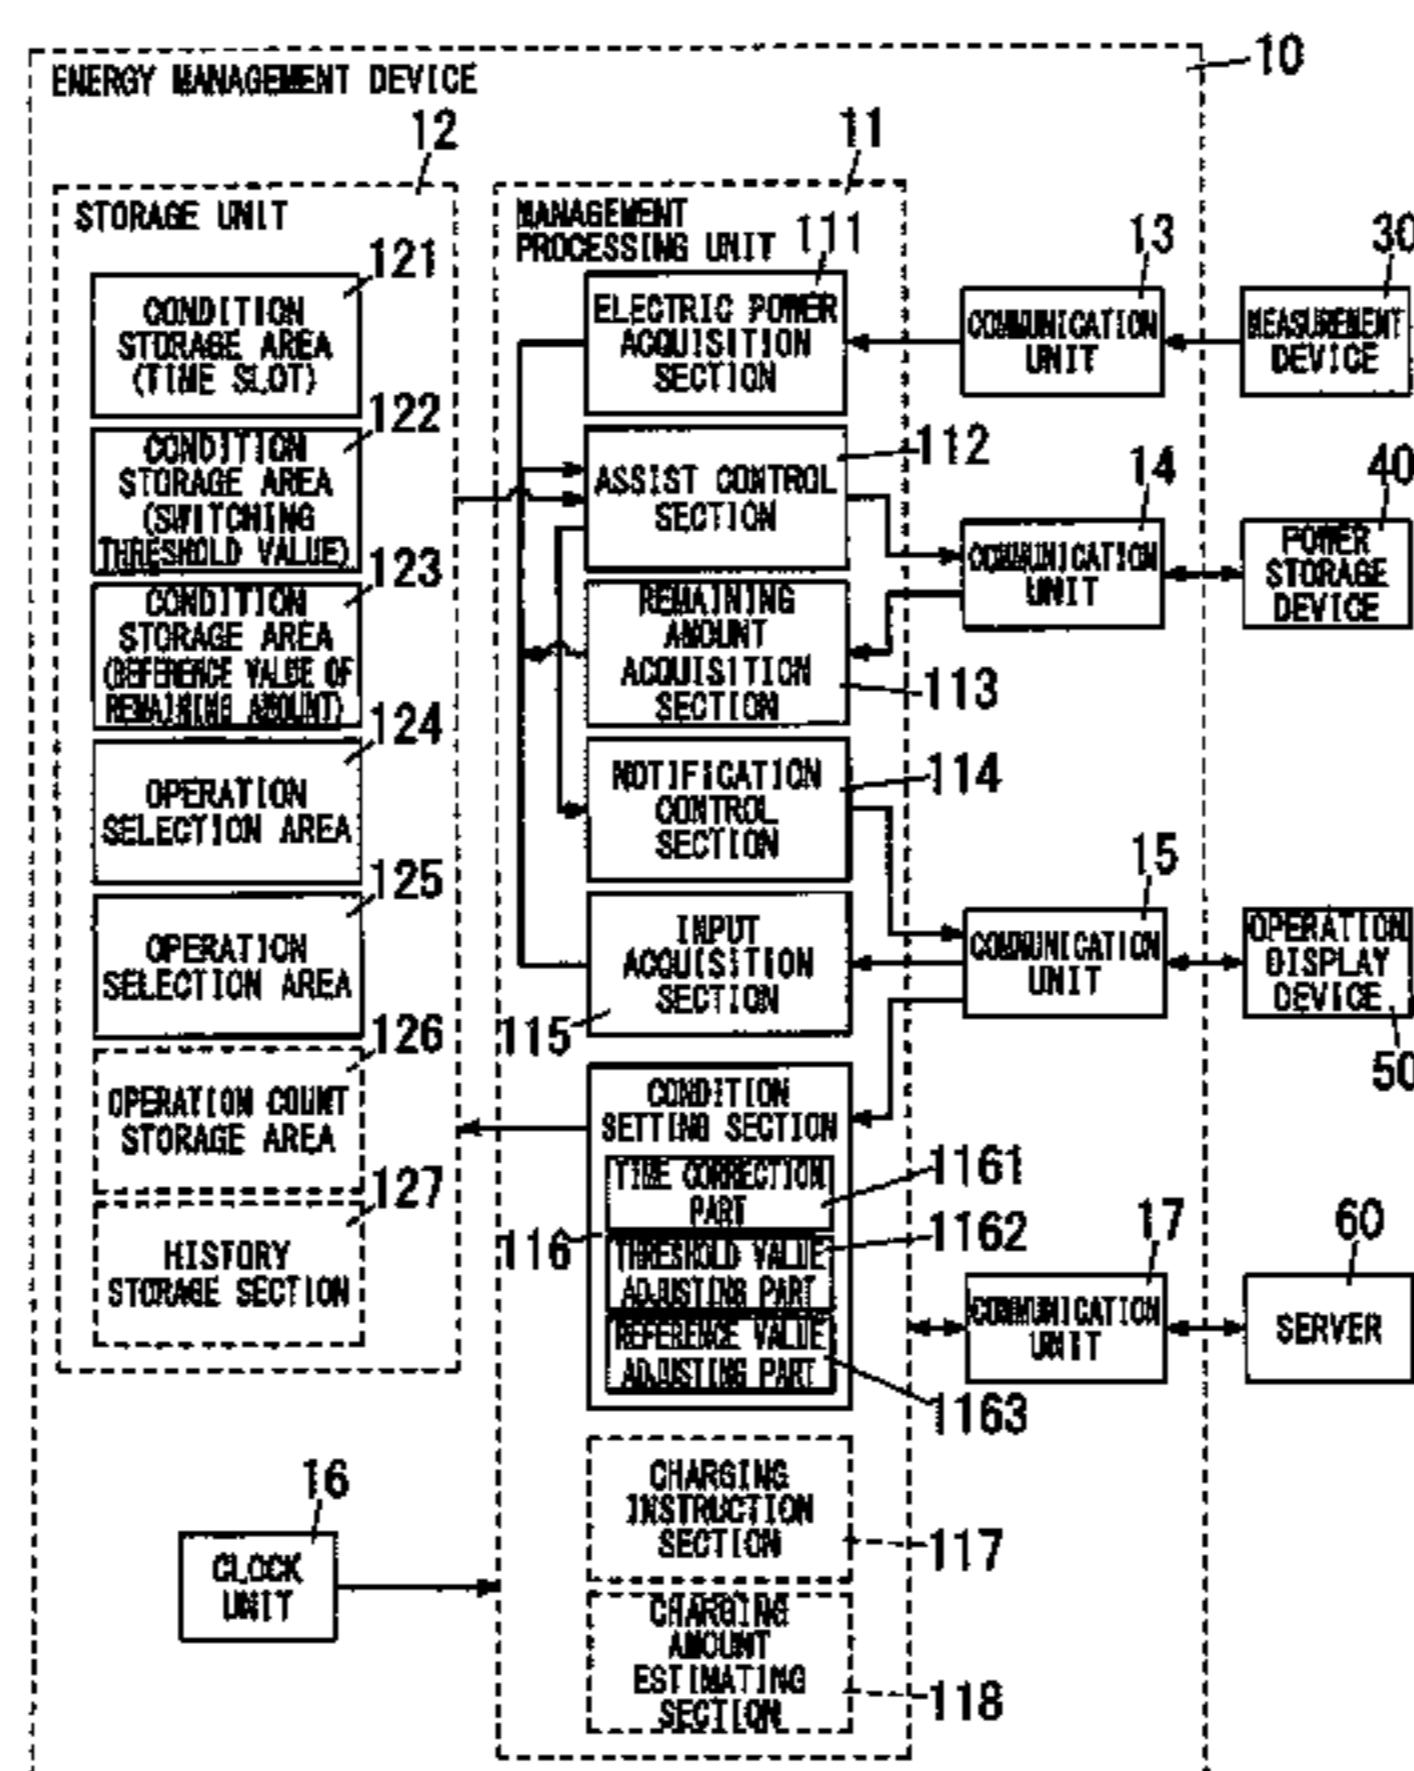 10
ENERGY MANAGEMENT DEVICE
12
11
STORAGE UNIT
MANAGEMENT
PROCESSING UNIT
111
13
30
121
CONDITION
STORAGE AREA
(TIME SLOT)
ELECTRIC POWER
ACQUISITION
SECTION
COMMUNICATION
UNIT
MEASUREMENT
DEVICE
122
CONDITION
STORAGE AREA
(SWITCHING
THRESHOLD VALUE)
112
ASSIST CONTROL
SECTION
14
COMMUNICATION
UNIT
40
POWER
STORAGE
DEVICE
123
CONDITION
STORAGE AREA
(REFERENCE VALUE OF
REMAINING AMOUNT)
REMAINING
AMOUNT
ACQUISITION
SECTION
113
124
OPERATION
SELECTION AREA
NOTIFICATION
CONTROL
SECTION
114
125
OPERATION
SELECTION AREA
INPUT
ACQUISITION
SECTION
115
15
COMMUNICATION
UNIT
OPERATION
DISPLAY
DEVICE
50
126
OPERATION COUNT
STORAGE AREA
CONDITION
SETTING SECTION
TIME CORRECTION
PART
1161
116
THRESHOLD VALUE
ADJUSTING PART
1162
REFERENCE VALUE
ADJUSTING PART
1163
127
HISTORY
STORAGE SECTION
17
COMMUNICATION
UNIT
60
SERVER
16
CLOCK
UNIT
CHARGING
INSTRUCTION
SECTION
117
CHARGING
AMOUNT
ESTIMATING
SECTION
118